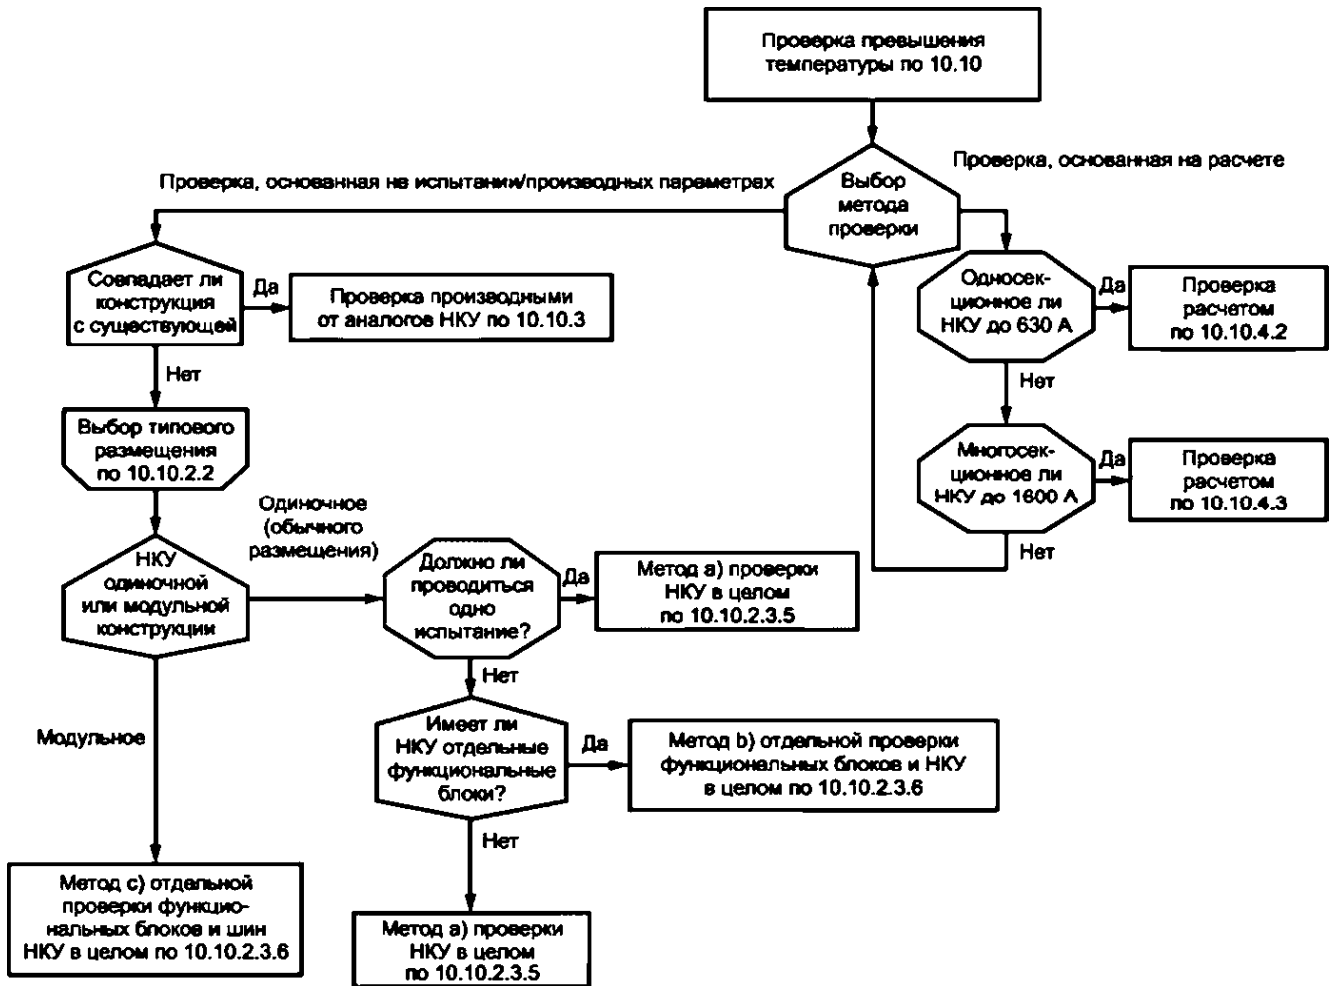 Проверка превышения
температуры по 10.10
Проверка, основанная на расчете
Проверка, основанная на испытании/производных параметрах
Выбор
метода
проверки
Совпадает ли
конструкция
с существующей
Да
Проверка производными
от аналогов НКУ по 10.10.3
Односек-
ционное ли
НКУ до 630 А
Да
Проверка
расчетом
по 10.10.4.2
Нет
Нет
Выбор типового
размещения
по 10.10.2.2
Многосек-
ционное ли
НКУ до 1600 А
Да
Проверка
расчетом
по 10.10.4.3
Нет
Одиночное
(обычного
размещения)
НКУ
одиночной
или модульной
конструкции
Должно ли
проводиться
одно
испытание?
Да
Метод a) проверки
НКУ в целом
по 10.10.2.3.5
Нет
Модульное
Имеет ли
НКУ отдельные
функциональные
блоки?
Да
Метод b) отдельной проверки
функциональных блоков и НКУ
в целом по 10.10.2.3.6
Нет
Метод c) отдельной
проверки функцио-
нальных блоков и шин
НКУ в целом по 10.10.2.3.6
Метод a) проверки
НКУ в целом
по 10.10.2.3.5